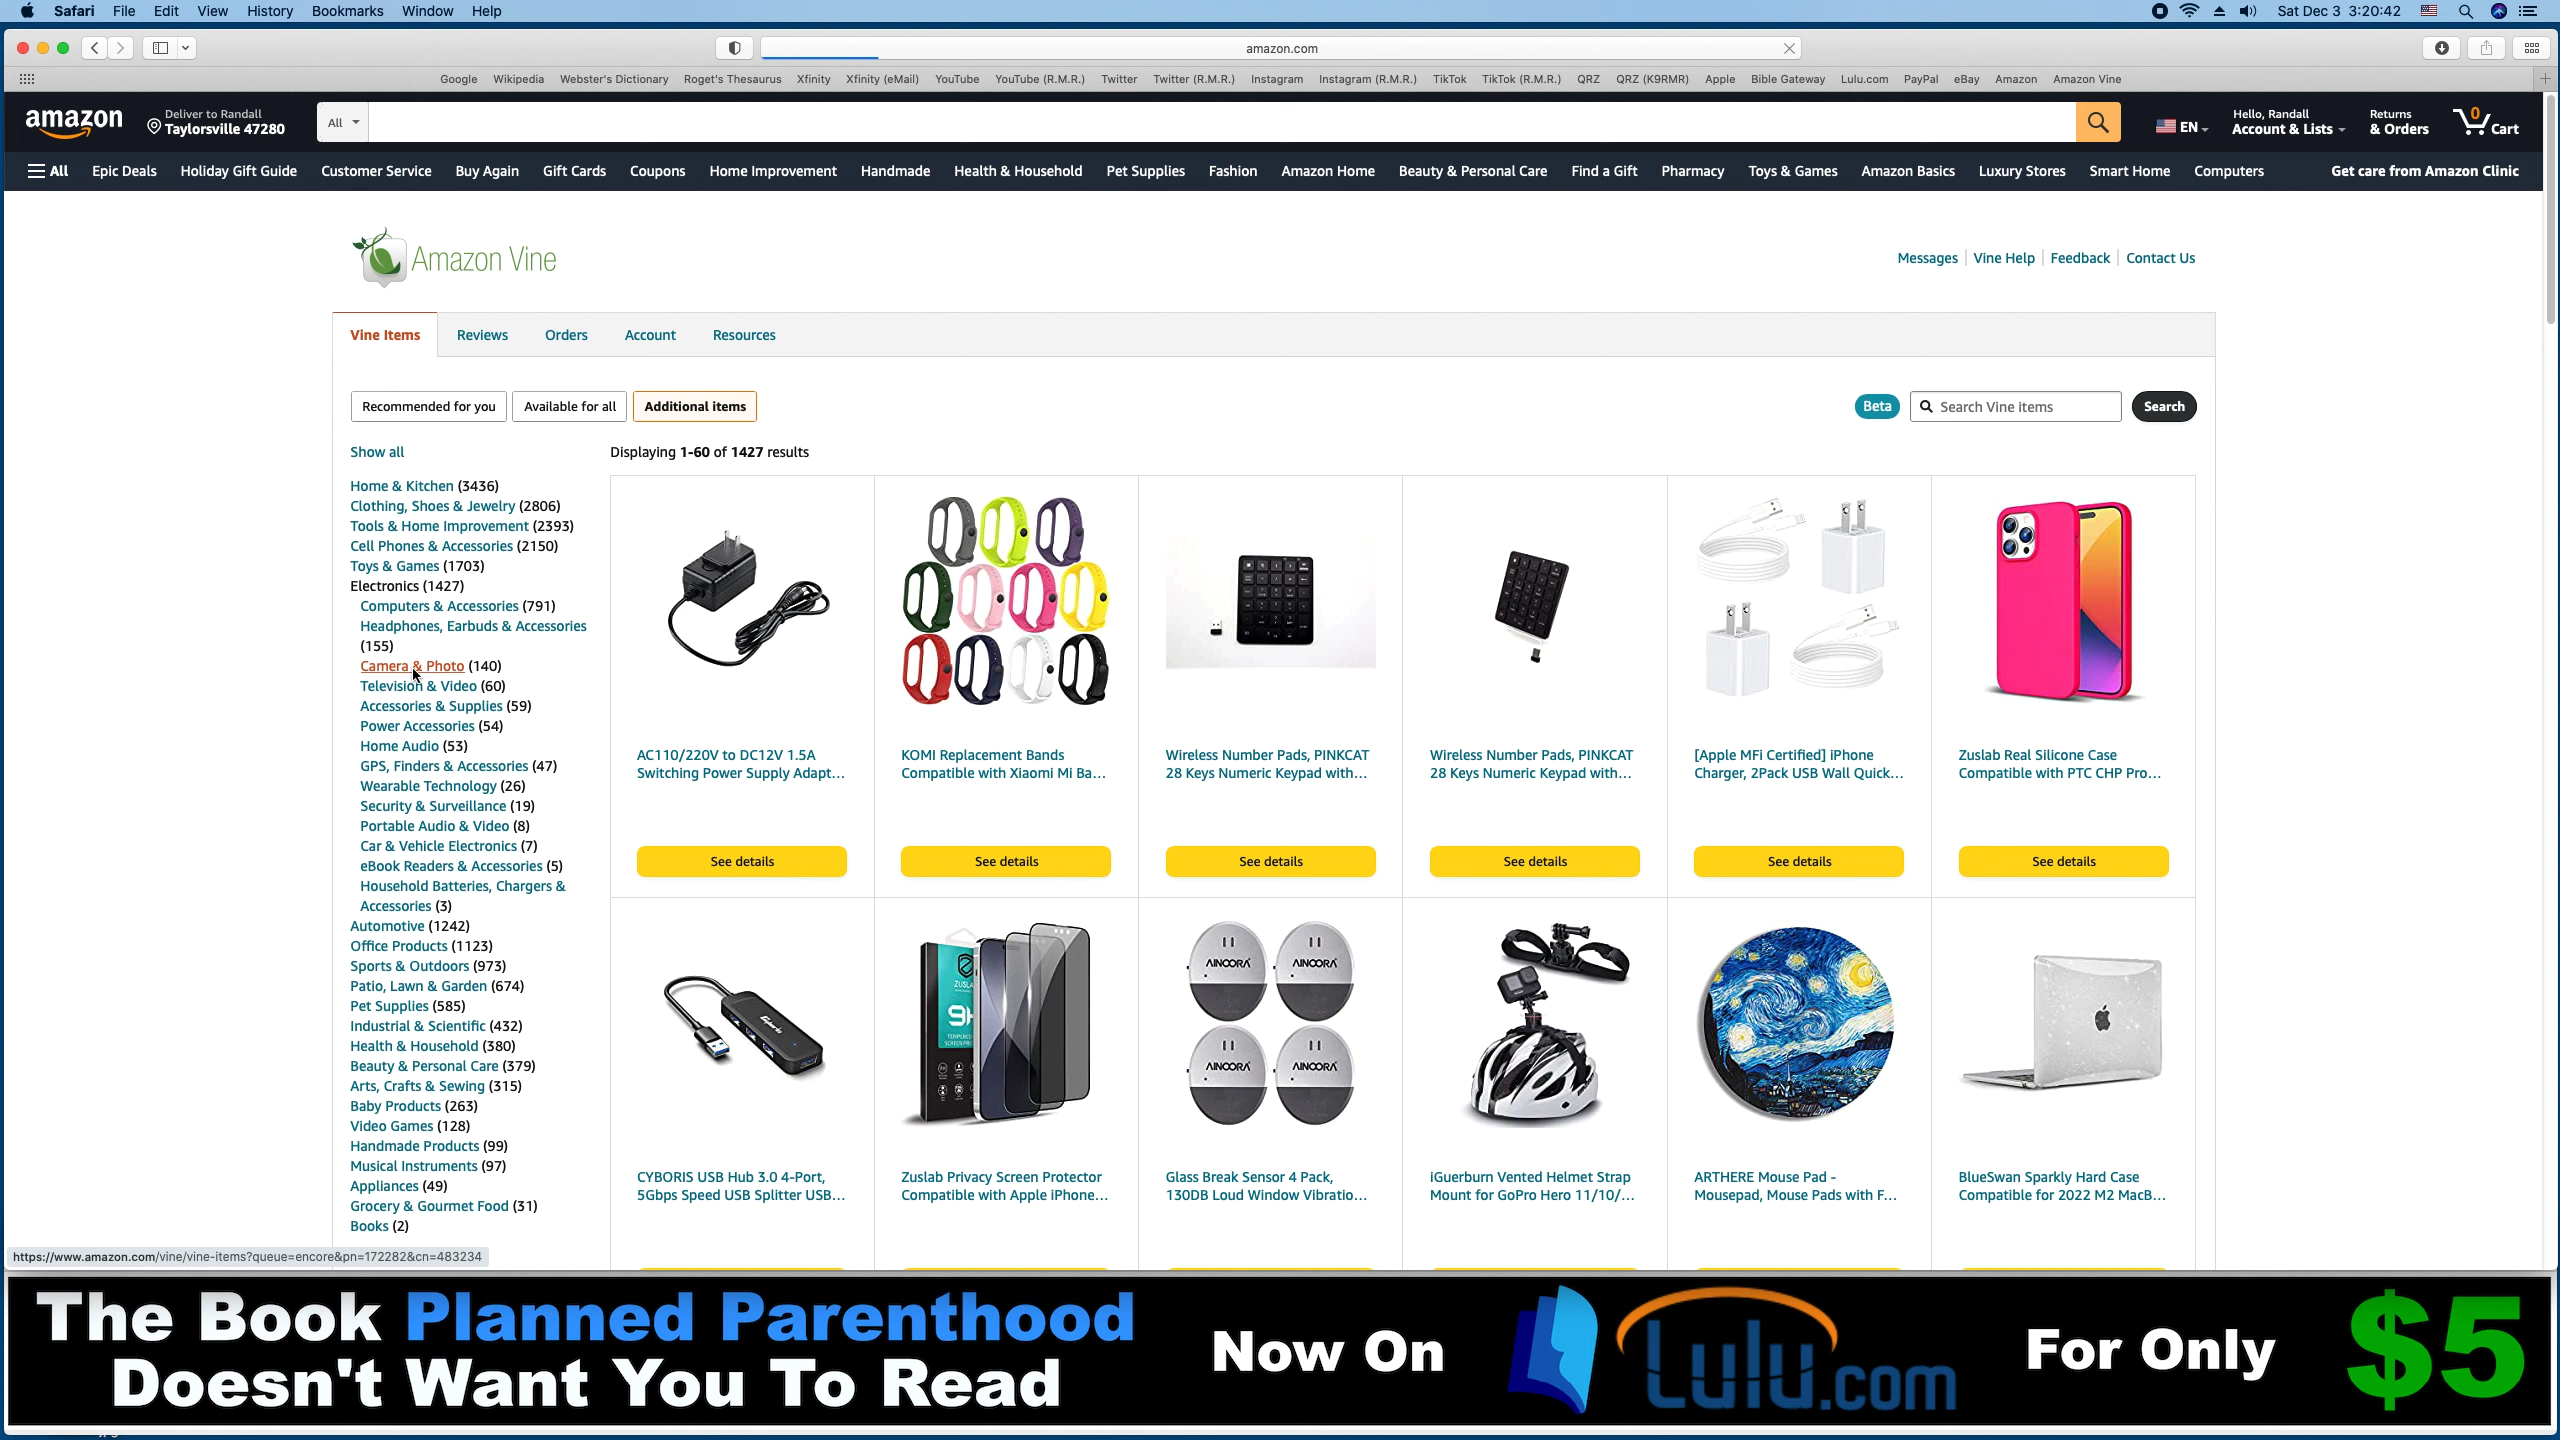 Safari File Edit View History Bookmarks Window Help
Sat Dec 3 3:20:42
amazon.com
Google Wikipedia Webster's Dictionary Roget's Thesaurus Xfinity Xfinity (eMail) YouTube YouTube (R.M.R.) Twitter Twitter (R.M.R.) Instagram Instagram (R.M.R.) TikTok TikTok (R.M.R.) QRZ QRZ (K9RMR) Apple Bible Gateway Lulu.com PayPal eBay Amazon Amazon Vine
amazon
Deliver to Randall
Taylorsville 47280
All
EN
Hello, Randall
Account & Lists
Returns
& Orders
0
Cart
All Epic Deals Holiday Gift Guide Customer Service Buy Again Gift Cards Coupons Home Improvement Handmade Health & Household Pet Supplies Fashion Amazon Home Beauty & Personal Care Find a Gift Pharmacy Toys & Games Amazon Basics Luxury Stores Smart Home Computers Get care from Amazon Clinic
Amazon Vine
Messages Vine Help Feedback Contact Us
Vine Items Reviews Orders Account Resources
Recommended for you Available for all Additional items
Beta Search Vine items Search
Show all
Displaying 1-60 of 1427 results
Home & Kitchen (3436)
Clothing, Shoes & Jewelry (2806)
Tools & Home Improvement (2393)
Cell Phones & Accessories (2150)
Toys & Games (1703)
Electronics (1427)
Computers & Accessories (791)
Headphones, Earbuds & Accessories
(155)
Camera & Photo (140)
Television & Video (60)
Accessories & Supplies (59)
Power Accessories (54)
Home Audio (53)
GPS, Finders & Accessories (47)
Wearable Technology (26)
Security & Surveillance (19)
Portable Audio & Video (8)
Car & Vehicle Electronics (7)
eBook Readers & Accessories (5)
Household Batteries, Chargers &
Accessories (3)
Automotive (1242)
Office Products (1123)
Sports & Outdoors (973)
Patio, Lawn & Garden (674)
Pet Supplies (585)
Industrial & Scientific (432)
Health & Household (380)
Beauty & Personal Care (379)
Arts, Crafts & Sewing (315)
Baby Products (263)
Video Games (128)
Handmade Products (99)
Musical Instruments (97)
Appliances (49)
Grocery & Gourmet Food (31)
Books (2)
AC110/220V to DC12V 1.5A
Switching Power Supply Adapt...
See details
KOMI Replacement Bands
Compatible with Xiaomi Mi Ba...
See details
Wireless Number Pads, PINKCAT
28 Keys Numeric Keypad with...
See details
Wireless Number Pads, PINKCAT
28 Keys Numeric Keypad with...
See details
[Apple MFi Certified] iPhone
Charger, 2Pack USB Wall Quick...
See details
Zuslab Real Silicone Case
Compatible with PTC CHP Pro...
See details
CYBORIS USB Hub 3.0 4-Port,
5Gbps Speed USB Splitter USB...
ZUSLA
9H
Zuslab Privacy Screen Protector
Compatible with Apple iPhone...
AINOORA AINOORA
AINOORA AINOORA
Glass Break Sensor 4 Pack,
130DB Loud Window Vibratio...
iGuerburn Vented Helmet Strap
Mount for GoPro Hero 11/10/...
ARTHERE Mouse Pad -
Mousepad, Mouse Pads with F...
BlueSwan Sparkly Hard Case
Compatible for 2022 M2 MacB...
https://www.amazon.com/vine/vine-items?queue=encore&pn=172282&cn=483234
The Book Planned Parenthood
Doesn't Want You To Read
Now On
Lulu.com
For Only
$5